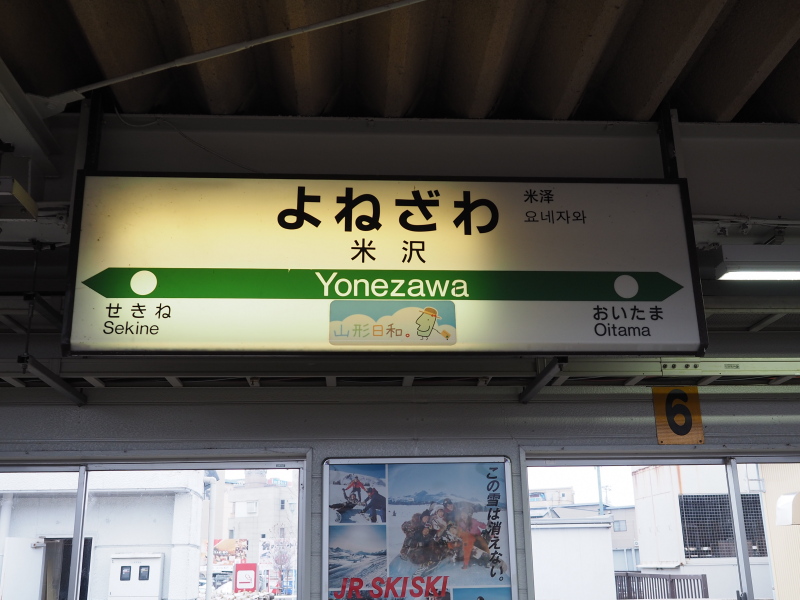 よねざわ
米沢
米泽
요네자와
Yonezawa
せきね
Sekine
おいたま
Oitama
山形日和。
6
この雪は消えない。
JR SKISKI